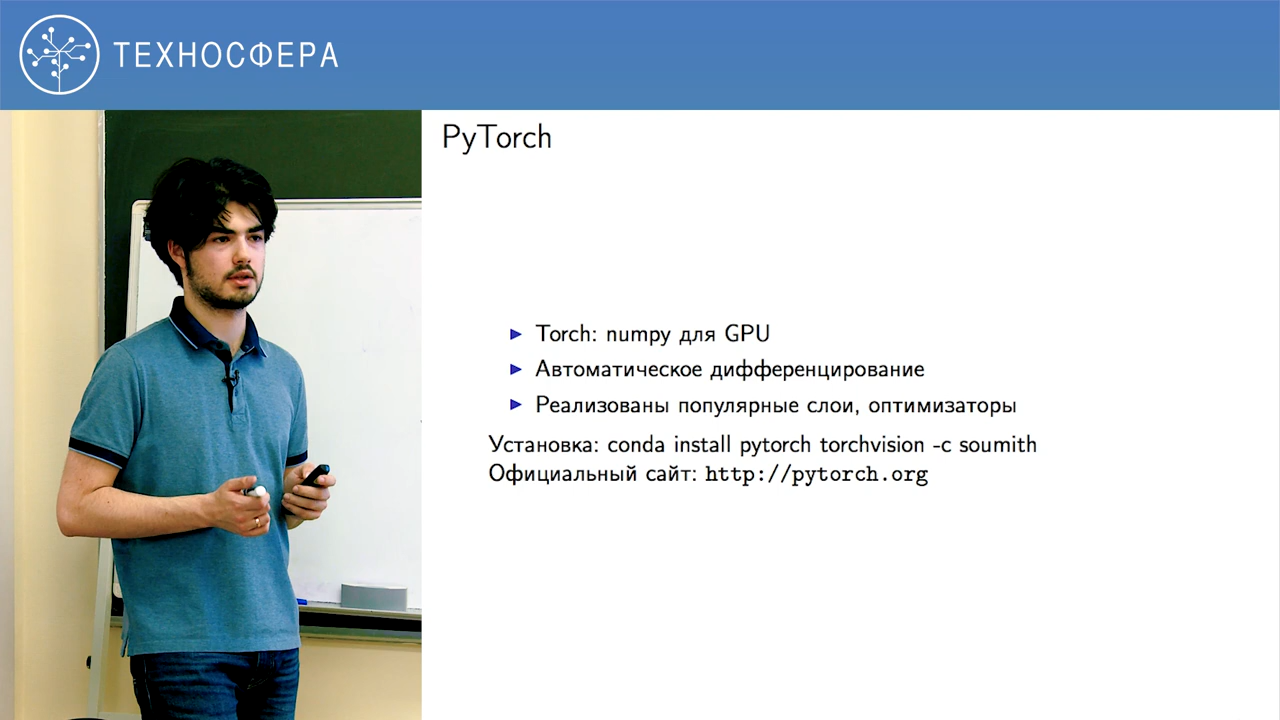 ТЕХНОСФЕРА
PyTorch
Torch: numpy для GPU
Автоматическое дифференцирование
Реализованы популярные слои, оптимизаторы
Установка: conda install pytorch torchvision -c soumith
Официальный сайт: http://pytorch.org